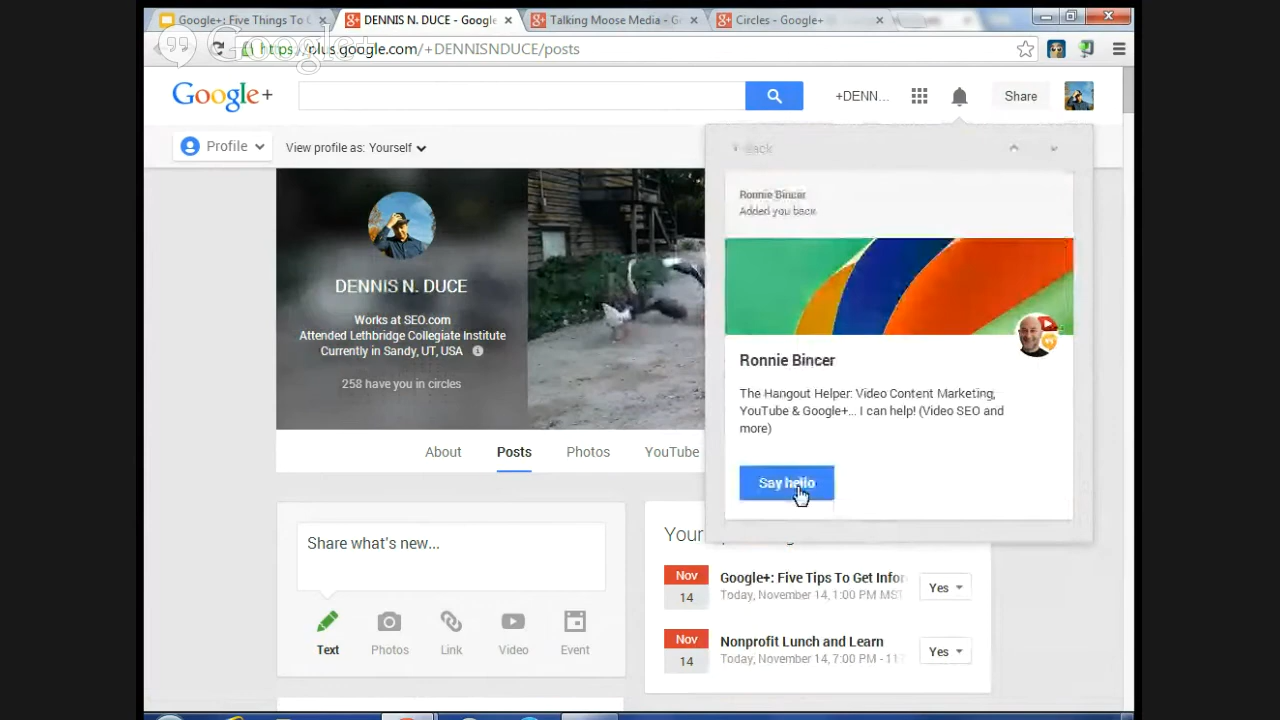 Google+: Five Things To G
DENNIS N. DUCE - Google
Talking Moose Media - Go
Circles - Google+
Google+
https://plus.google.com/+DENNISNDUCE/posts
Google+
+DENN...
Share
Profile
View profile as: Yourself
Back
Ronnie Bincer
Added you back
DENNIS N. DUCE
Works at SEO.com
Attended Lethbridge Collegiate Institute
Currently in Sandy, UT, USA
258 have you in circles
Ronnie Bincer
The Hangout Helper: Video Content Marketing,
YouTube & Google+... I can help! (Video SEO and
more)
Say hello
About
Posts
Photos
YouTube
Share what's new...
Text
Photos
Link
Video
Event
Your
Nov
14
Google+: Five Tips To Get Infor
Today, November 14, 1:00 PM MST
Yes
Nov
14
Nonprofit Lunch and Learn
Today, November 14, 7:00 PM - 11:
Yes